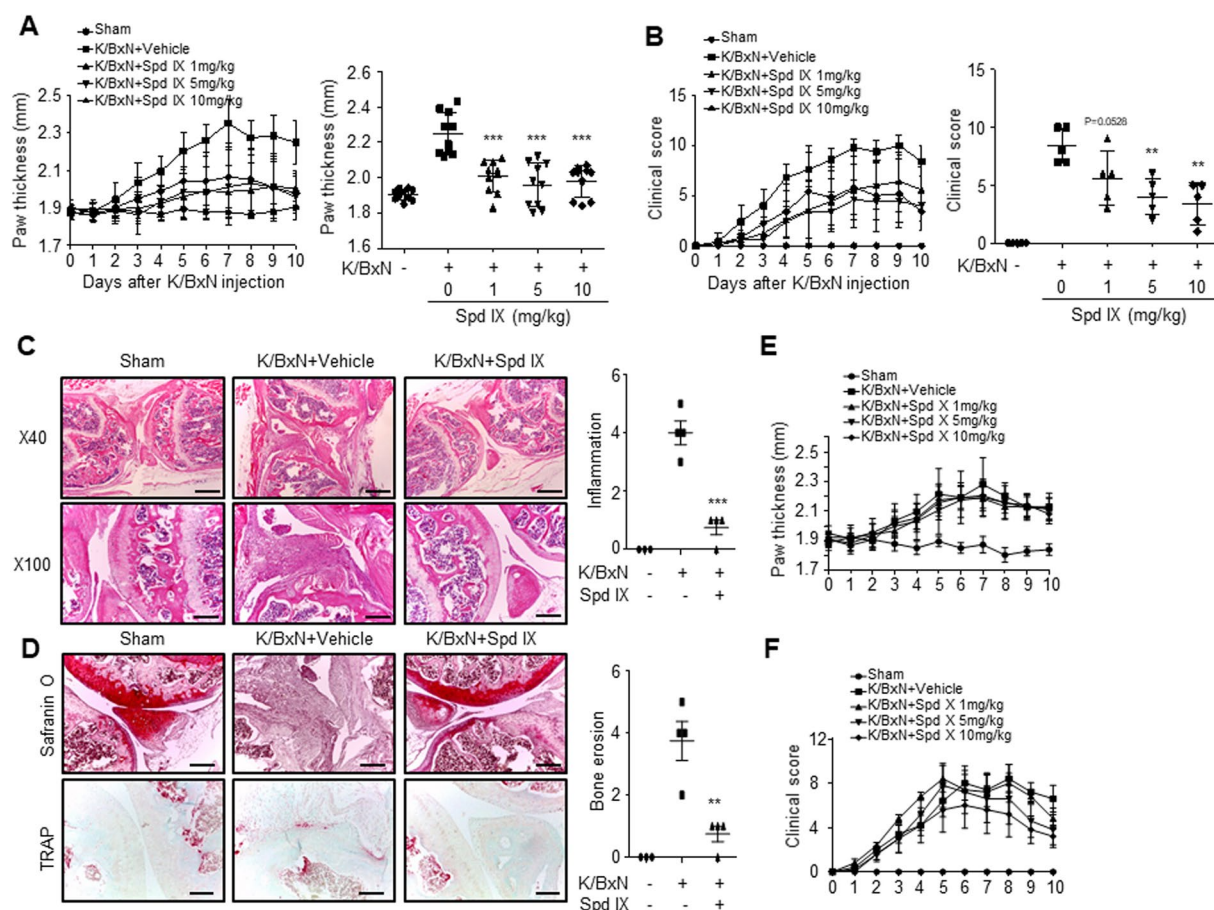 A
Sham
K/BxN+Vehicle
K/BxN+Spd IX 1mg/kg
K/BxN+Spd IX 5mg/kg
K/BxN+Spd IX 10mg/kg
Paw thickness (mm)
2.5
2.3
2.1
1.9
1.7
0 1 2 3 4 5 6 7 8 9 10
Days after K/BxN injection
Paw thickness (mm)
2.6
2.4
2.2
2.0
1.8
1.6
*** *** ***
K/BxN - + + + +
0 1 5 10
Spd IX (mg/kg)
B
Sham
K/BxN+Vehicle
K/BxN+Spd IX 1mg/kg
K/BxN+Spd IX 5mg/kg
K/BxN+Spd IX 10mg/kg
Clinical score
15
10
5
0
0 1 2 3 4 5 6 7 8 9 10
Days after K/BxN injection
Clinical score
15
10
5
0
P=0.0528
** **
K/BxN - + + + +
0 1 5 10
Spd IX (mg/kg)
C
Sham K/BxN+Vehicle K/BxN+Spd IX
X40
X100
Inflammation
6
4
2
0
***
K/BxN - + +
Spd IX - - +
D
Sham K/BxN+Vehicle K/BxN+Spd IX
Safranin O
TRAP
Bone erosion
6
4
2
0
**
K/BxN - + +
Spd IX - - +
E
Sham
K/BxN+Vehicle
K/BxN+Spd X 1mg/kg
K/BxN+Spd X 5mg/kg
K/BxN+Spd X 10mg/kg
Paw thickness (mm)
2.5
2.3
2.1
1.9
1.7
0 1 2 3 4 5 6 7 8 9 10
F
Sham
K/BxN+Vehicle
K/BxN+Spd X 1mg/kg
K/BxN+Spd X 5mg/kg
K/BxN+Spd X 10mg/kg
Clinical score
12
8
4
0
0 1 2 3 4 5 6 7 8 9 10